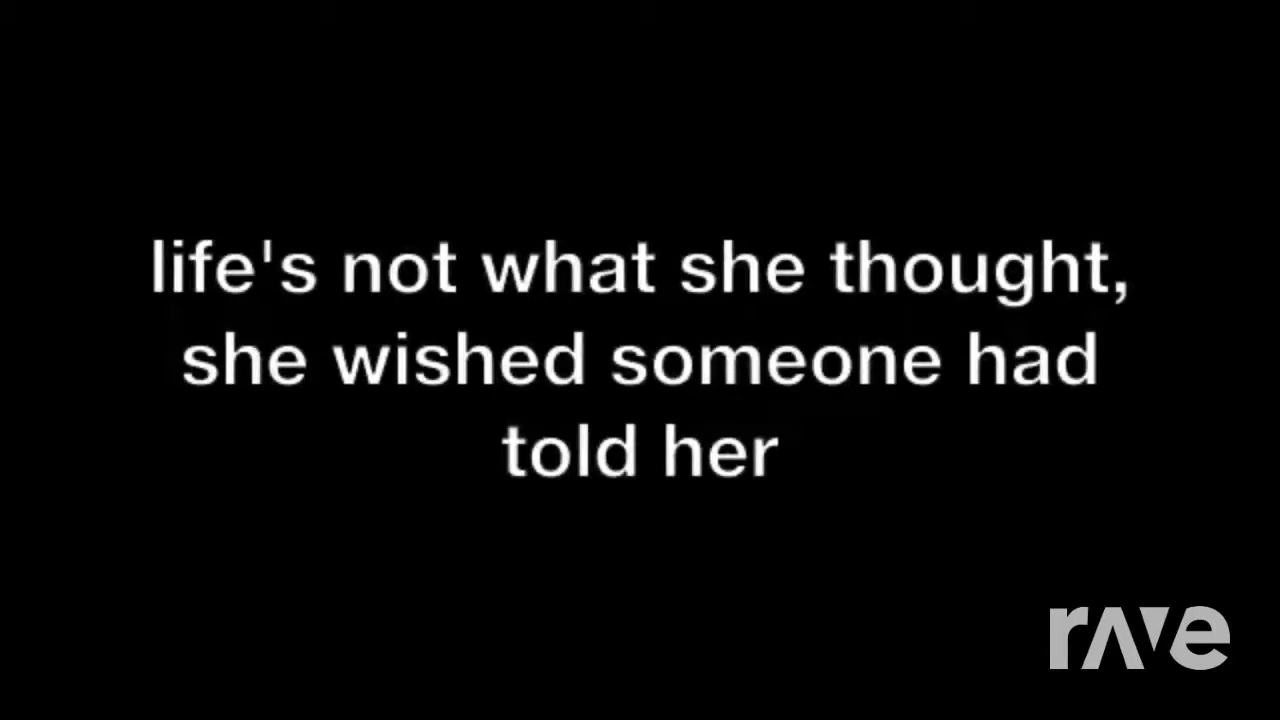 life's not what she thought,
she wished someone had
told her
rave